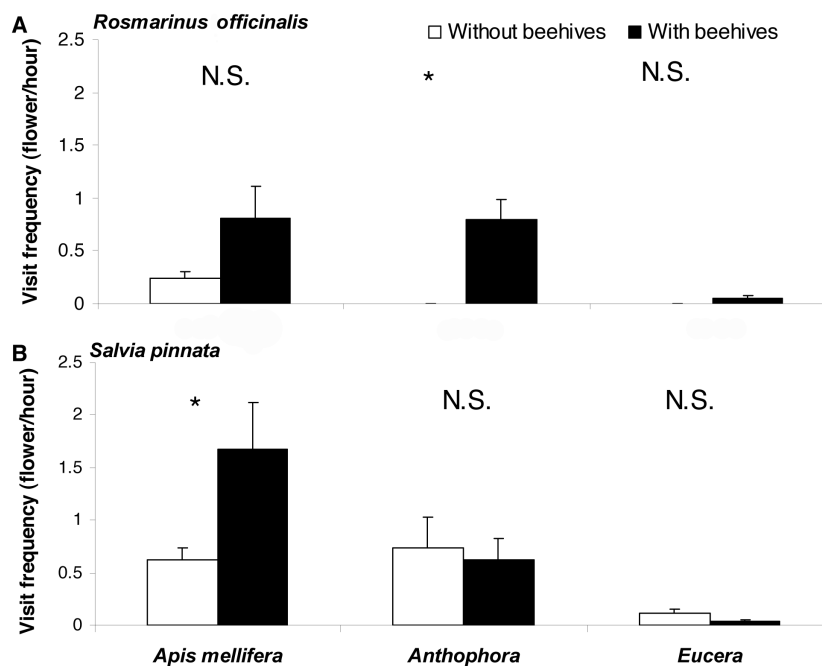 A Rosmarinus officinalis
Without beehives With beehives
Visit frequency (flower/hour)
2.5
2
1.5
1
0.5
0
N.S. * N.S.
B Salvia pinnata
Visit frequency (flower/hour)
2.5
2
1.5
1
0.5
0
* N.S. N.S.
Apis mellifera Anthophora Eucera